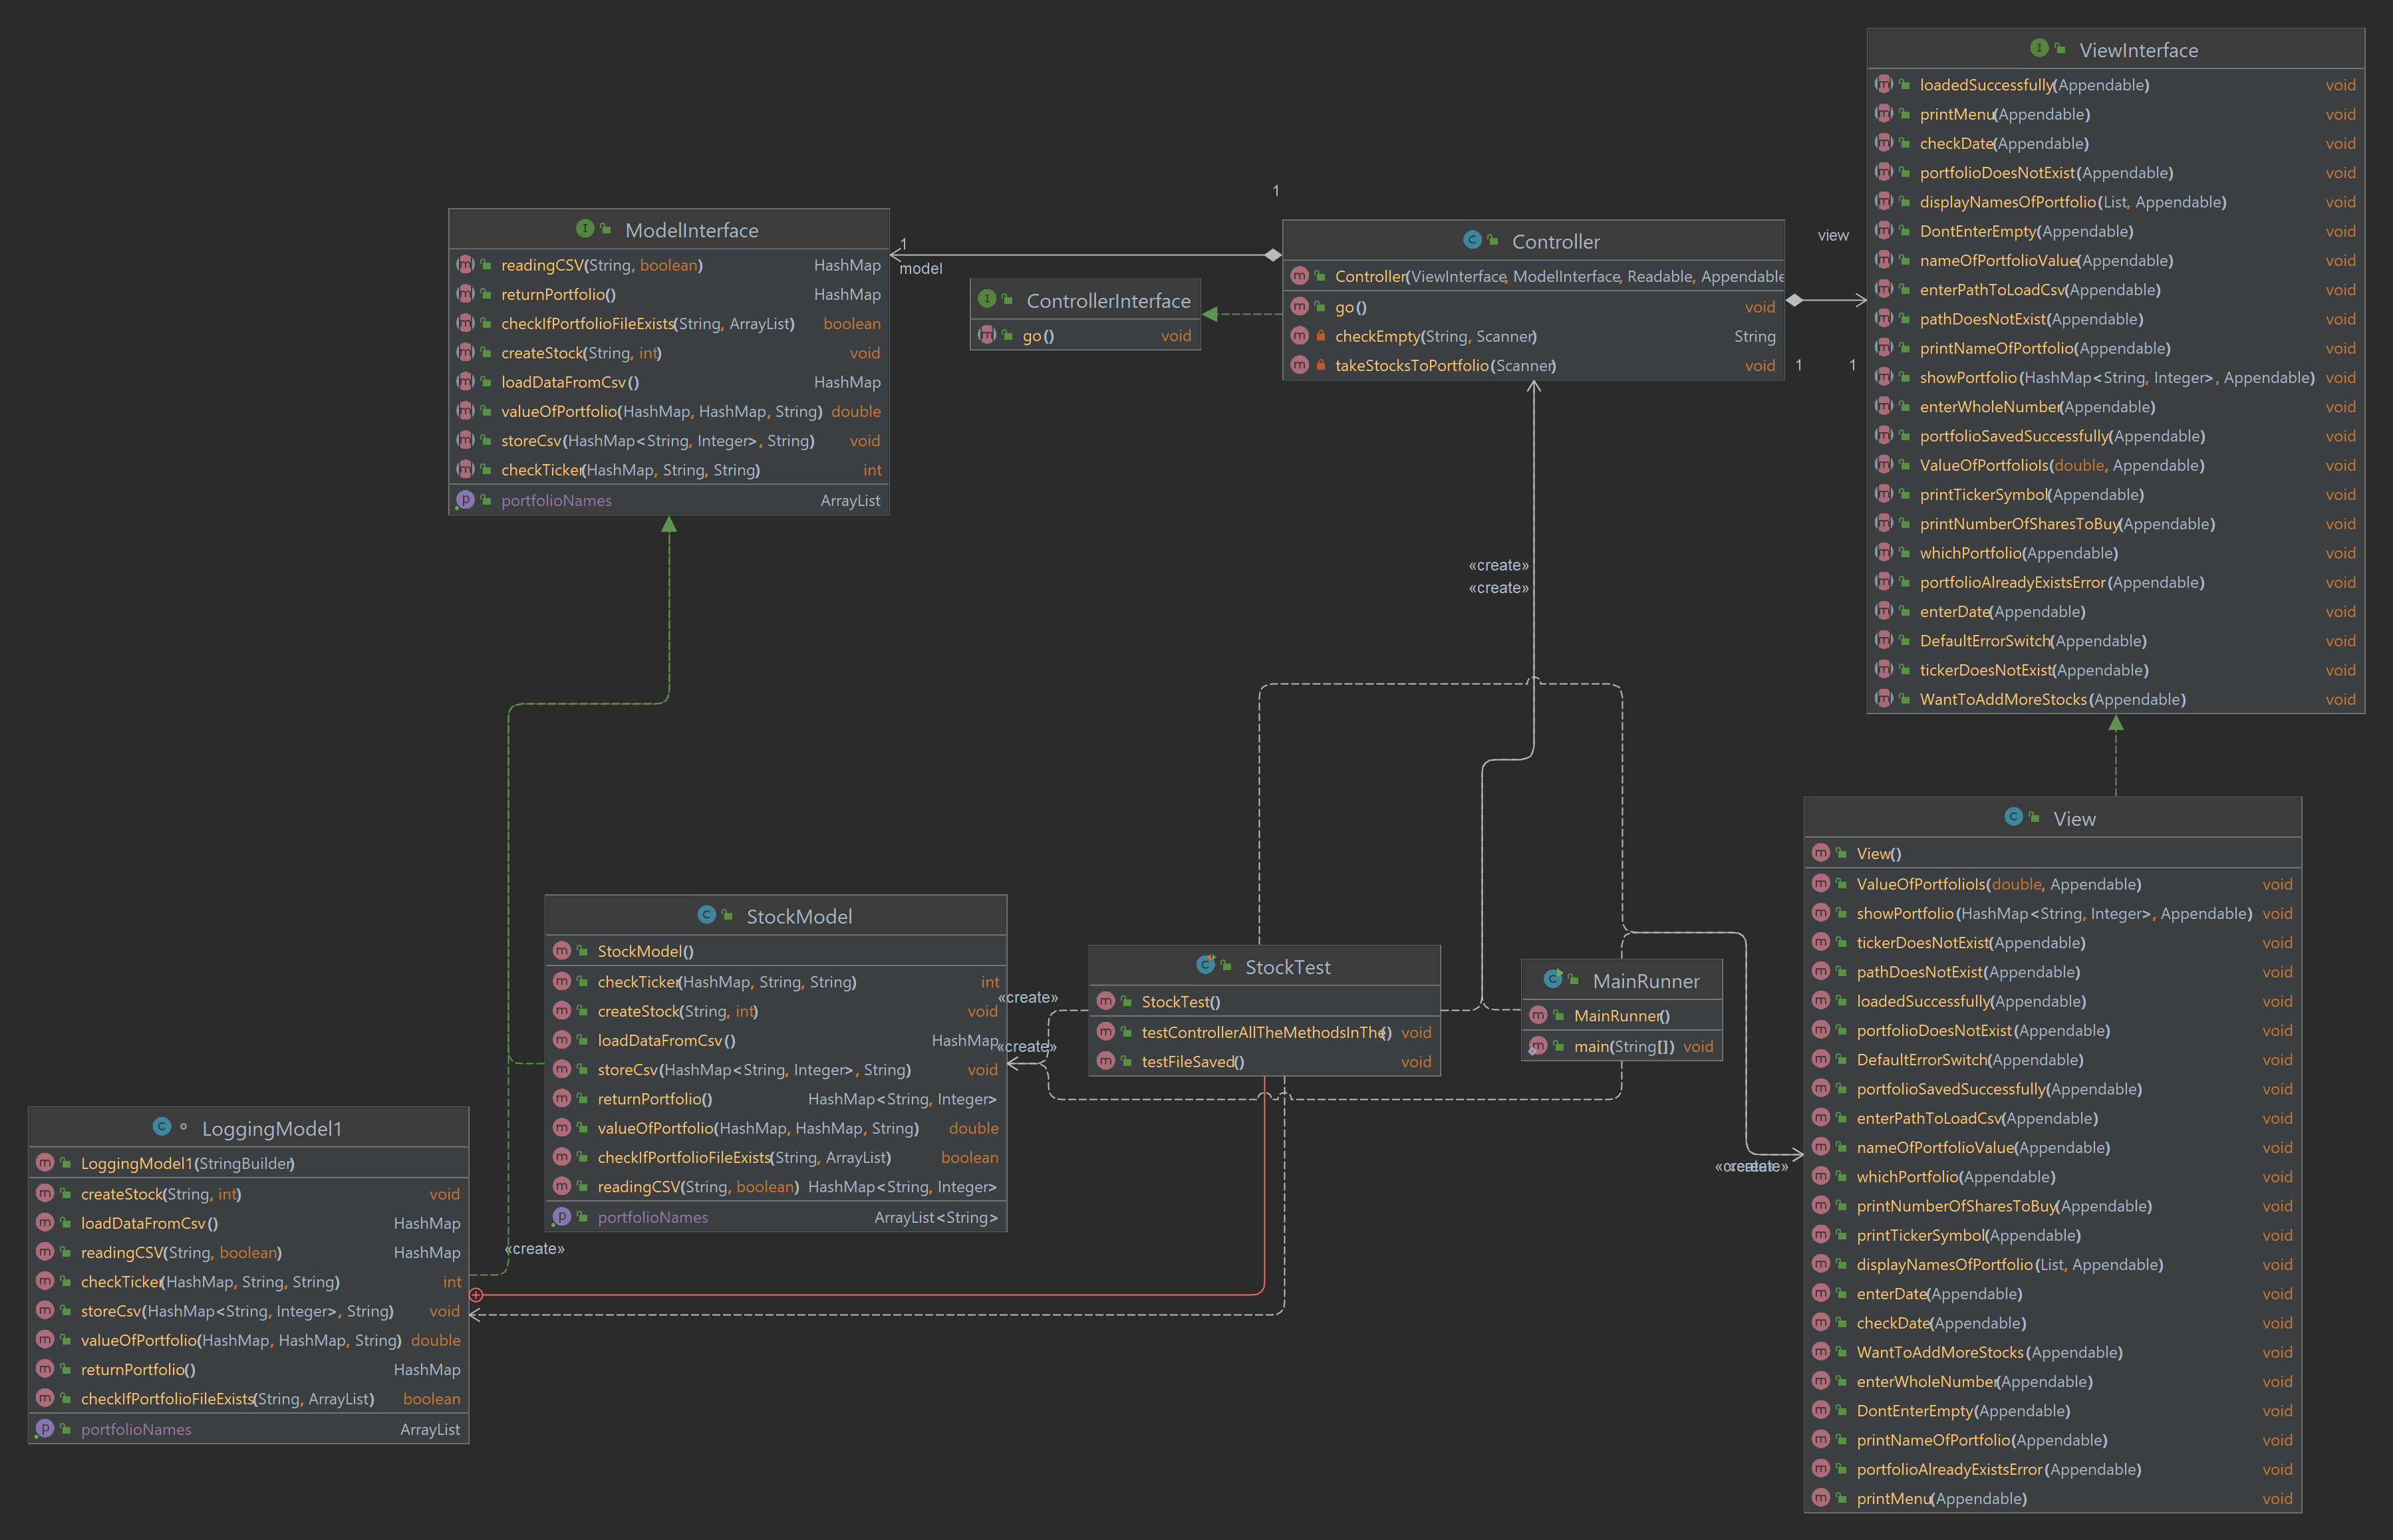 ViewInterface
loadedSuccessfully(Appendable) void
printMenu(Appendable) void
checkDate(Appendable) void
portfolioDoesNotExist(Appendable) void
displayNamesOfPortfolio(List, Appendable) void
DontEnterEmpty(Appendable) void
nameOfPortfolioValue(Appendable) void
enterPathToLoadCsv(Appendable) void
pathDoesNotExist(Appendable) void
printNameOfPortfolio(Appendable) void
showPortfolio(HashMap<String, Integer>, Appendable) void
enterWholeNumber(Appendable) void
portfolioSavedSuccessfully(Appendable) void
ValueOfPortfolioIs(double, Appendable) void
printTickerSymbol(Appendable) void
printNumberOfSharesToBuy(Appendable) void
whichPortfolio(Appendable) void
portfolioAlreadyExistsError(Appendable) void
enterDate(Appendable) void
DefaultErrorSwitch(Appendable) void
tickerDoesNotExist(Appendable) void
WantToAddMoreStocks(Appendable) void
ModelInterface
readingCSV(String, boolean) HashMap
returnPortfolio() HashMap
checkIfPortfolioFileExists(String, ArrayList) boolean
createStock(String, int) void
loadDataFromCsv() HashMap
valueOfPortfolio(HashMap, HashMap, String) double
storeCsv(HashMap<String, Integer>, String) void
checkTicker(HashMap, String, String) int
portfolioNames ArrayList
1
model
1
ControllerInterface
go() void
Controller
Controller(ViewInterface, ModelInterface, Readable, Appendable
go() void
checkEmpty(String, Scanner) String
takeStocksToPortfolio(Scanner) void
view
1
1
«create»
«create»
View
View()
ValueOfPortfolioIs(double, Appendable) void
showPortfolio(HashMap<String, Integer>, Appendable) void
tickerDoesNotExist(Appendable) void
pathDoesNotExist(Appendable) void
loadedSuccessfully(Appendable) void
portfolioDoesNotExist(Appendable) void
DefaultErrorSwitch(Appendable) void
portfolioSavedSuccessfully(Appendable) void
enterPathToLoadCsv(Appendable) void
nameOfPortfolioValue(Appendable) void
whichPortfolio(Appendable) void
printNumberOfSharesToBuy(Appendable) void
printTickerSymbol(Appendable) void
displayNamesOfPortfolio(List, Appendable) void
enterDate(Appendable) void
checkDate(Appendable) void
WantToAddMoreStocks(Appendable) void
enterWholeNumber(Appendable) void
DontEnterEmpty(Appendable) void
printNameOfPortfolio(Appendable) void
portfolioAlreadyExistsError(Appendable) void
printMenu(Appendable) void
StockModel
StockModel()
checkTicker(HashMap, String, String) int
createStock(String, int) void
loadDataFromCsv() HashMap
storeCsv(HashMap<String, Integer>, String) void
returnPortfolio() HashMap<String, Integer>
valueOfPortfolio(HashMap, HashMap, String) double
checkIfPortfolioFileExists(String, ArrayList) boolean
readingCSV(String, boolean) HashMap<String, Integer>
portfolioNames ArrayList<String>
«create»
«create»
StockTest
StockTest()
testControllerAllTheMethodsInThe() void
testFileSaved() void
MainRunner
MainRunner()
main(String[]) void
«create»
LoggingModel1
LoggingModel1(StringBuilder)
createStock(String, int) void
loadDataFromCsv() HashMap
readingCSV(String, boolean) HashMap
checkTicker(HashMap, String, String) int
storeCsv(HashMap<String, Integer>, String) void
valueOfPortfolio(HashMap, HashMap, String) double
returnPortfolio() HashMap
checkIfPortfolioFileExists(String, ArrayList) boolean
portfolioNames ArrayList
«create»